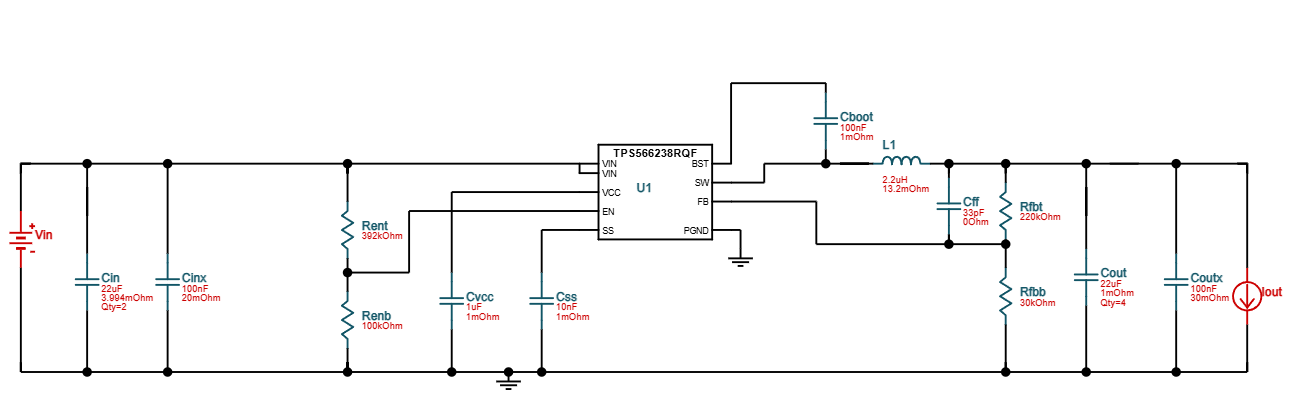 Cboot
100nF
1mOhm
L1
2.2uH
13.2mOhm
TPS566238RQF
U1
VIN
VIN
VCC
EN
SS
BST
SW
FB
PGND
+
Vin
-
Cin
22uF
3.994mOhm
Qty=2
Cinx
100nF
20mOhm
Rent
392kOhm
Renb
100kOhm
Cvcc
1uF
1mOhm
Css
10nF
1mOhm
Cff
33pF
0Ohm
Rfbt
220kOhm
Rfbb
30kOhm
Cout
22uF
1mOhm
Qty=4
Coutx
100nF
30mOhm
Iout